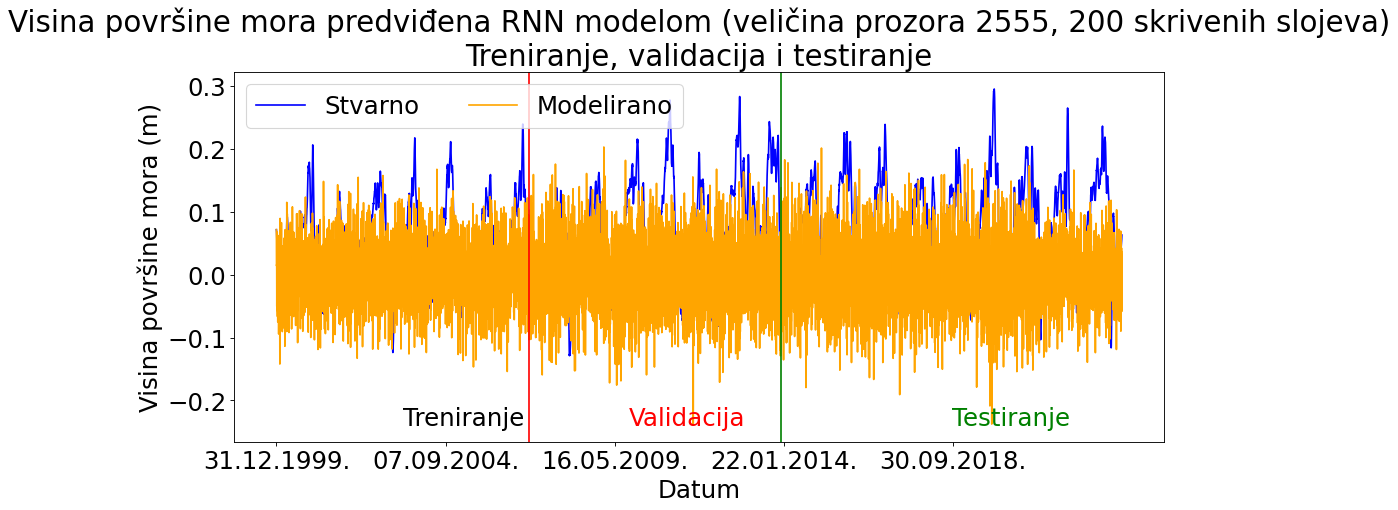 Visina površine mora predviđena RNN modelom (veličina prozora 2555, 200 skrivenih slojeva)
Treniranje, validacija i testiranje
Stvarno
Modelirano
Visina površine mora (m)
0.3
0.2
0.1
0.0
−0.1
−0.2
Treniranje
Validacija
Testiranje
31.12.1999.
07.09.2004.
16.05.2009.
22.01.2014.
30.09.2018.
Datum